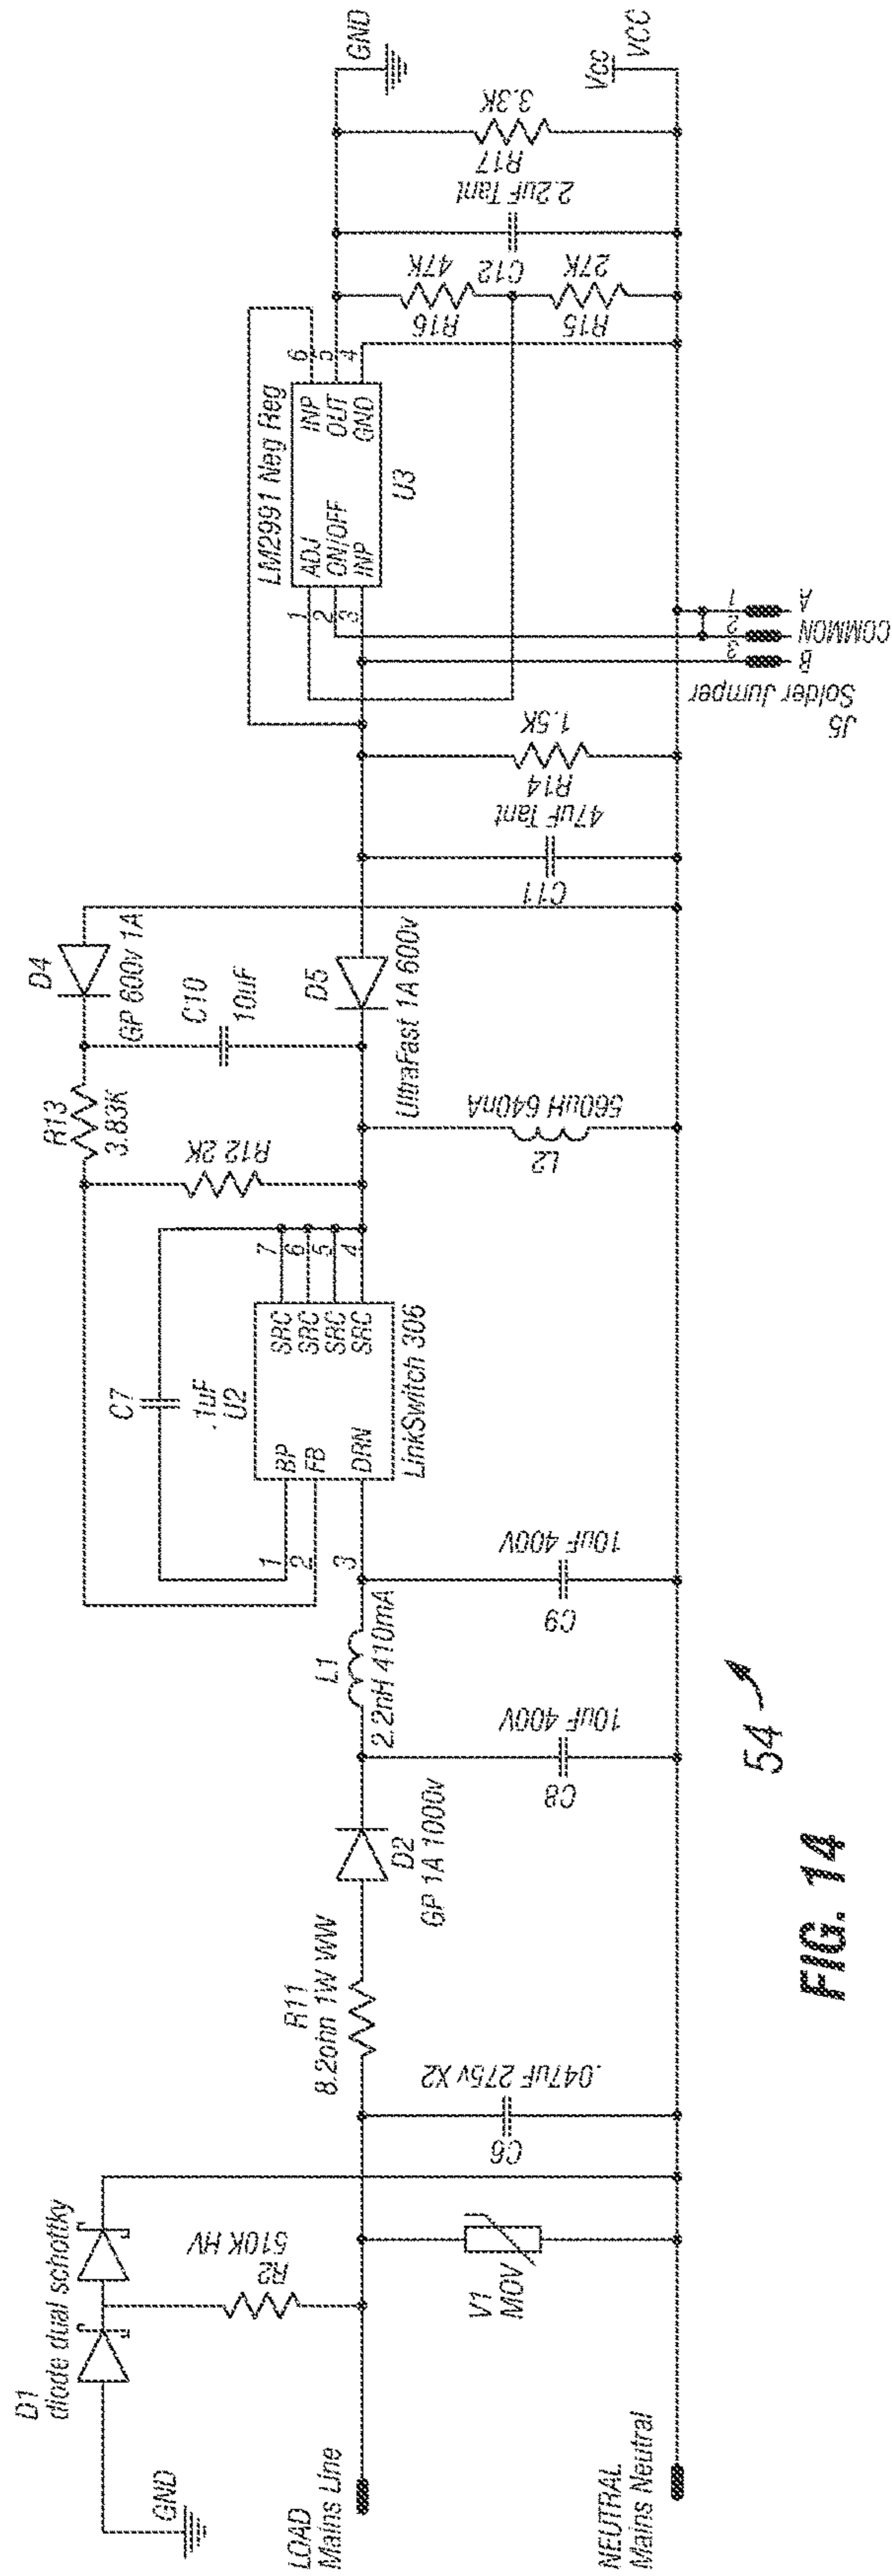 D1
diode dual schottky
GND
LOAD
Mains Line
NEUTRAL
Mains Neutral
R2
510K HV
V1
MOV
C6
.047uF 275v X2
R11
8.2ohn 1W WW
D2
GP 1A 1000v
C8
10uF 400V
L1
2.2nH 410mA
C9
10uF 400V
C7
.1uF
U2
1
2
3
BP
FB
DRN
SRC
SRC
SRC
SRC
7
6
5
4
LinkSwitch 306
R12 2K
R13
3.83K
L2
560uH 640nA
D4
GP 600v 1A
C10
10uF
D5
UltraFast 1A 600v
C11
47uF Tant
R14
1.5K
J5
Solder Jumper
3
2
1
B
COMMON
A
LM2991 Neg Reg
1
2
3
ADJ
ON/OFF
INP
INP
OUT
GND
6
5
4
U3
R16
47K
R15
27K
C12
2.2uF Tant
R17
3.3K
GND
Vcc
VCC
54
FIG. 14